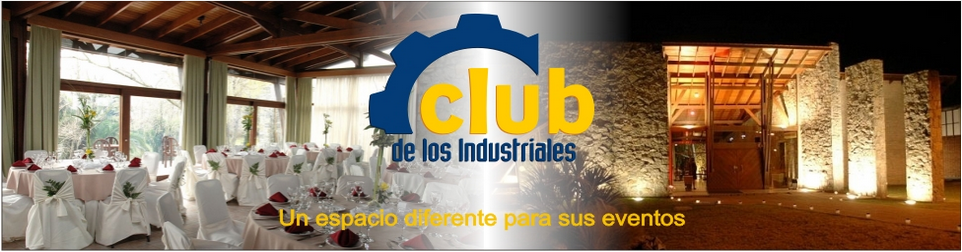 club
de los Industriales
Un espacio diferente para sus eventos